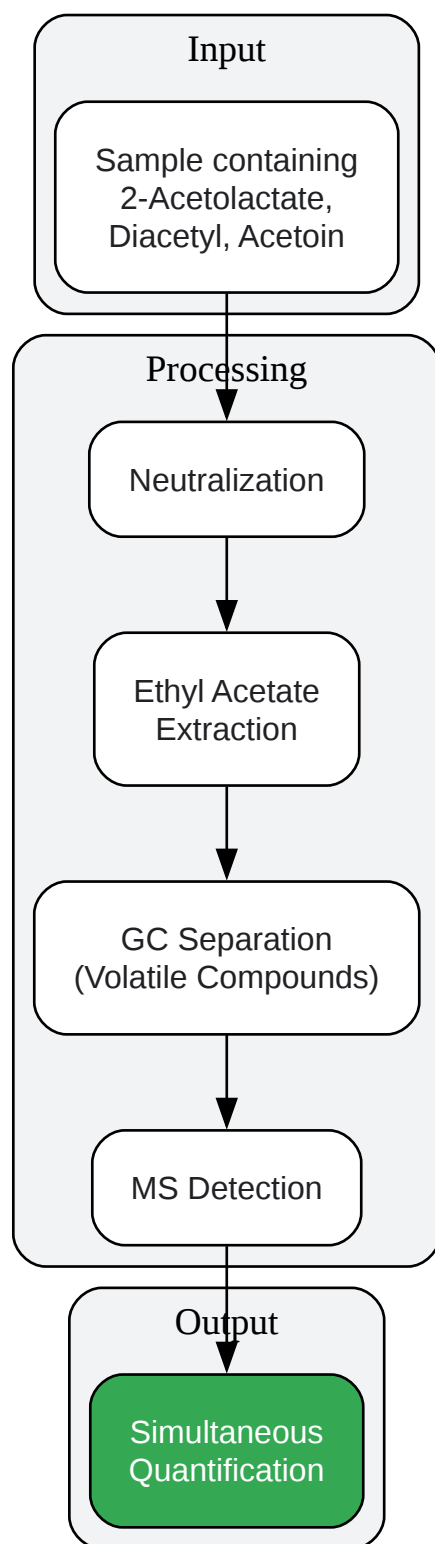 Input
Sample containing
2-Acetolactate,
Diacetyl, Acetoin
Processing
Neutralization
Ethyl Acetate
Extraction
GC Separation
(Volatile Compounds)
MS Detection
Output
Simultaneous
Quantification